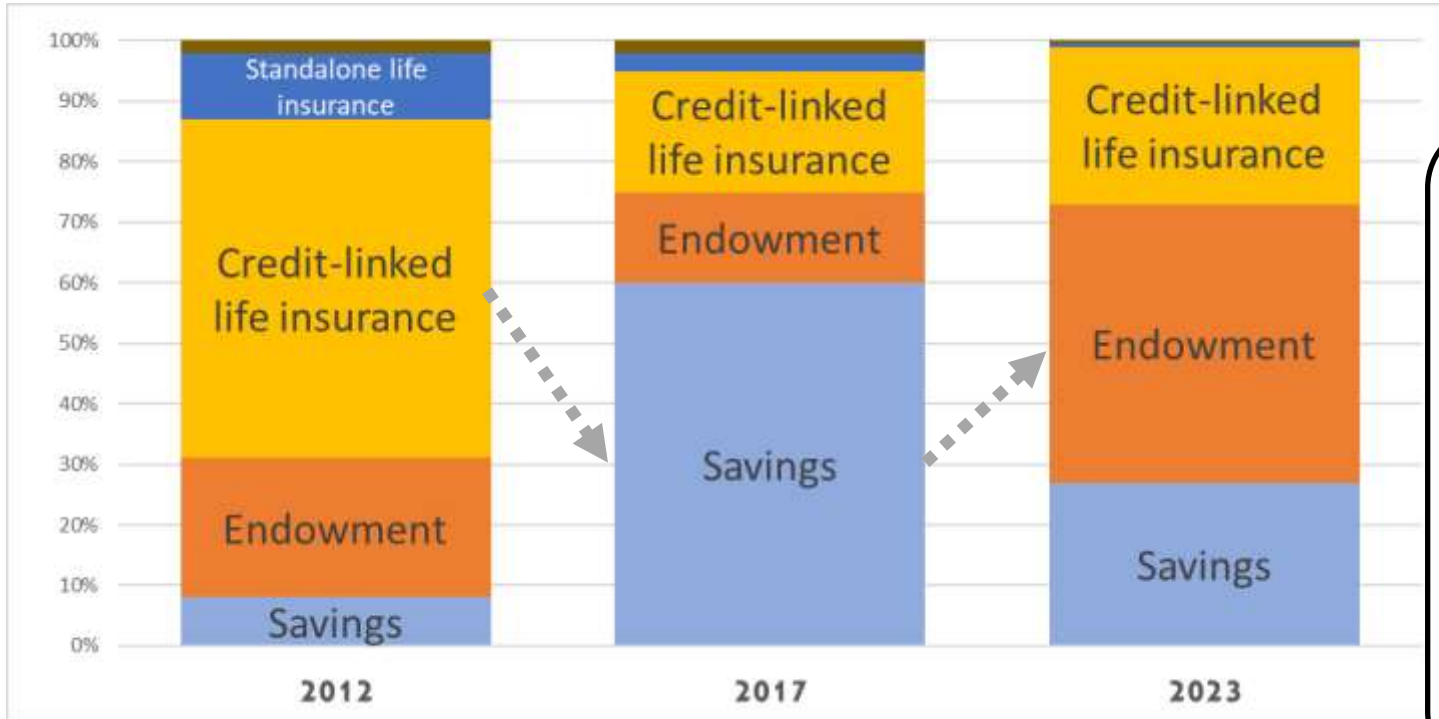 100%
90%
80%
70%
60%
50%
40%
30%
20%
10%
0%
Standalone life
insurance
Credit-linked
life insurance
Endowment
Savings
Credit-linked
life insurance
Endowment
Savings
Credit-linked
life insurance
Endowment
Savings
2012
2017
2023